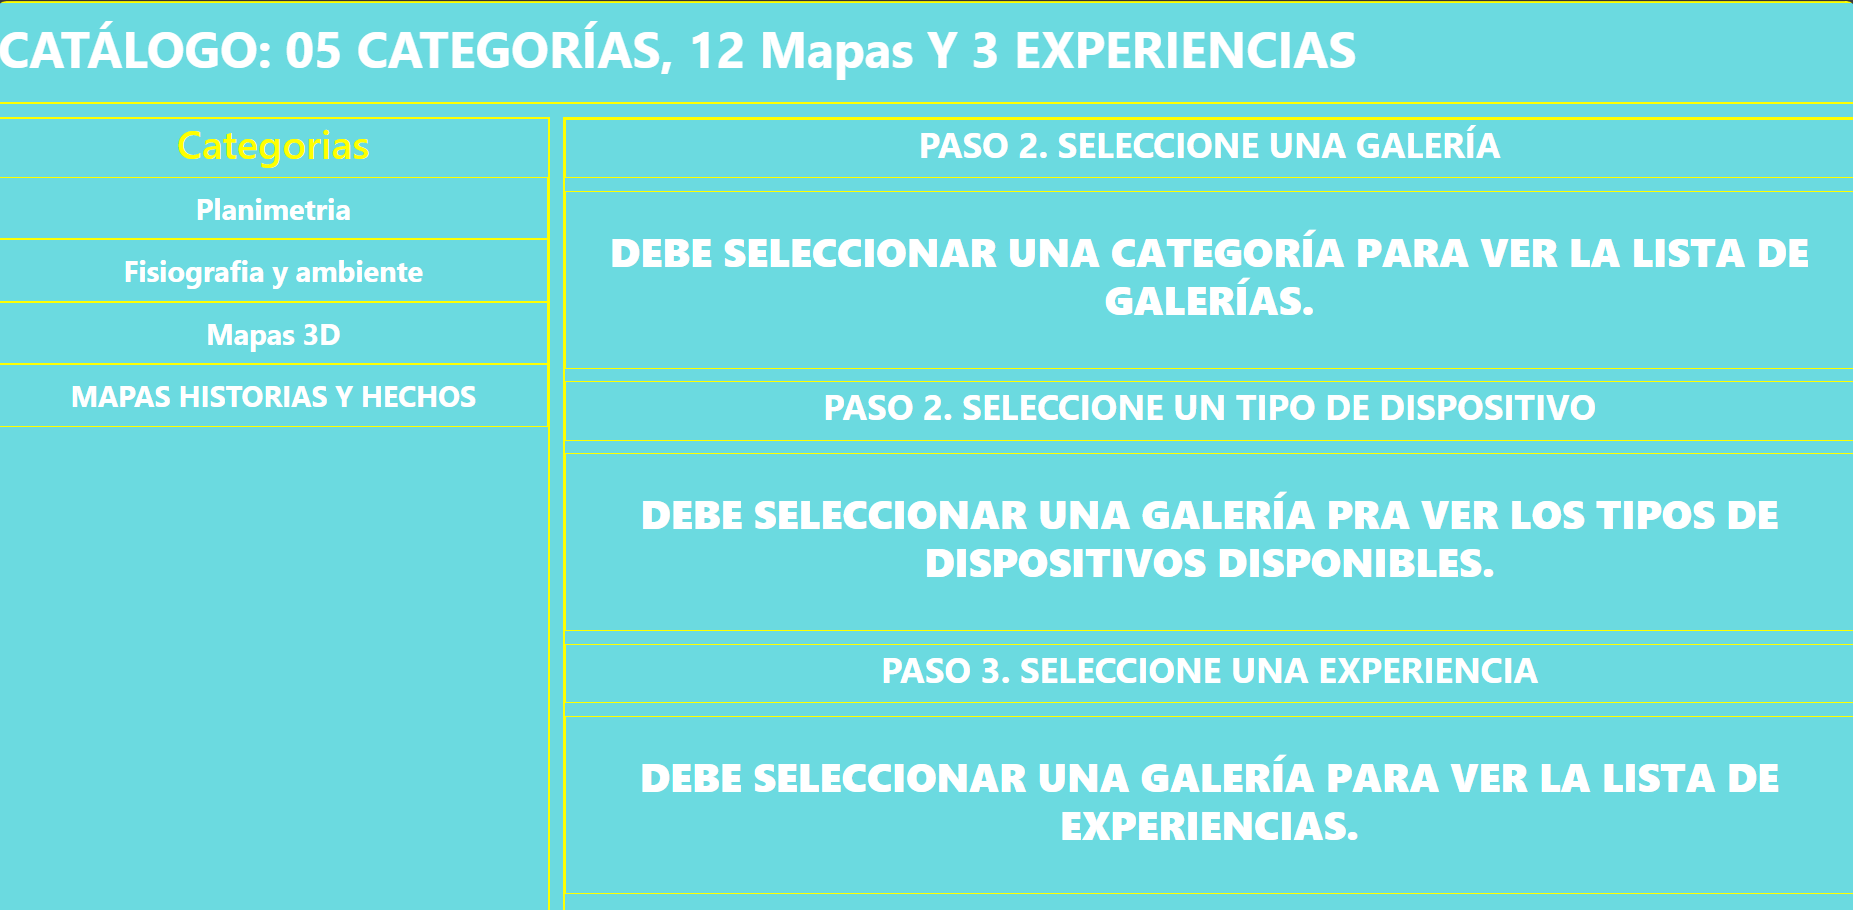 CATÁLOGO: 05 CATEGORÍAS, 12 Mapas Y 3 EXPERIENCIAS
Categorias
Planimetria
Fisiografia y ambiente
Mapas 3D
MAPAS HISTORIAS Y HECHOS
PASO 2. SELECCIONE UNA GALERÍA
DEBE SELECCIONAR UNA CATEGORÍA PARA VER LA LISTA DE
GALERÍAS.
PASO 2. SELECCIONE UN TIPO DE DISPOSITIVO
DEBE SELECCIONAR UNA GALERÍA PRA VER LOS TIPOS DE
DISPOSITIVOS DISPONIBLES.
PASO 3. SELECCIONE UNA EXPERIENCIA
DEBE SELECCIONAR UNA GALERÍA PARA VER LA LISTA DE
EXPERIENCIAS.